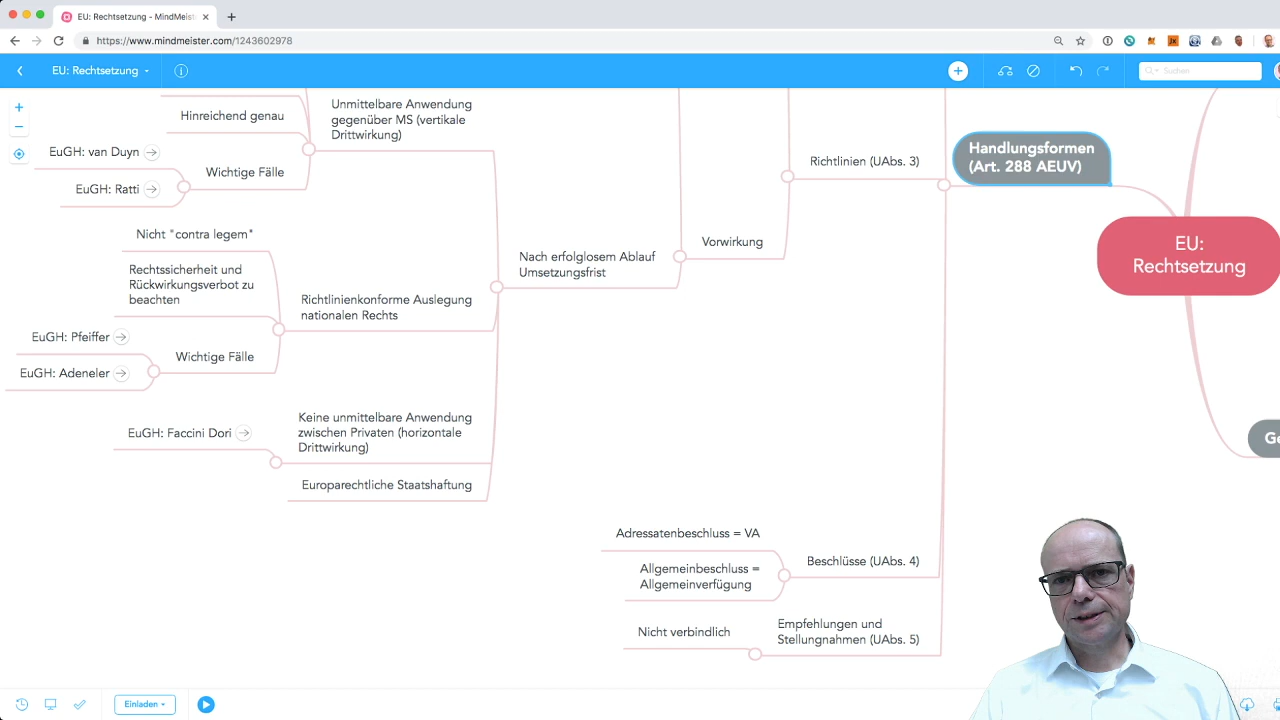 EU: Rechtsetzung - MindMeist
https://www.mindmeister.com/1243602978
EU: Rechtsetzung
Suchen
Unmittelbare Anwendung
gegenüber MS (vertikale
Drittwirkung)
Hinreichend genau
EuGH: van Duyn
Wichtige Fälle
EuGH: Ratti
Richtlinien (UAbs. 3)
Handlungsformen
(Art. 288 AEUV)
EU:
Rechtsetzung
Vorwirkung
Nach erfolglosem Ablauf
Umsetzungsfrist
Nicht "contra legem"
Rechtssicherheit und
Rückwirkungsverbot zu
beachten
Richtlinienkonforme Auslegung
nationalen Rechts
EuGH: Pfeiffer
Wichtige Fälle
EuGH: Adeneler
Keine unmittelbare Anwendung
zwischen Privaten (horizontale
Drittwirkung)
EuGH: Faccini Dori
Europarechtliche Staatshaftung
Ge
Adressatenbeschluss = VA
Allgemeinbeschluss =
Allgemeinverfügung
Beschlüsse (UAbs. 4)
Nicht verbindlich
Empfehlungen und
Stellungnahmen (UAbs. 5)
Einladen